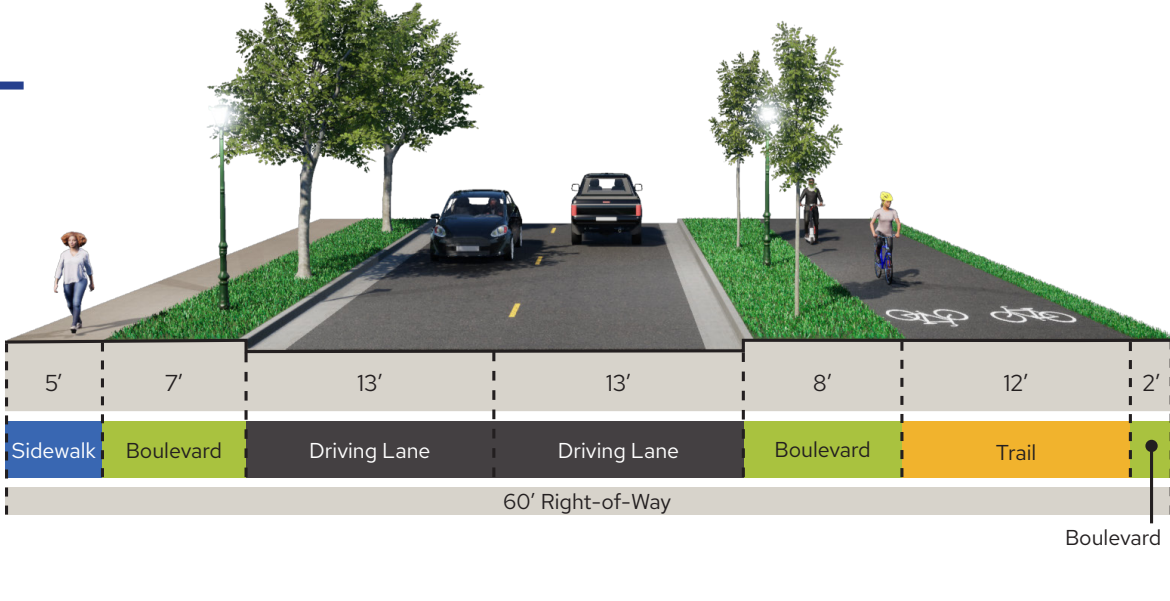 5′
7′
13′
13′
8′
12′
2′
Sidewalk
Boulevard
Driving Lane
Driving Lane
Boulevard
Trail
60′ Right-of-Way
Boulevard